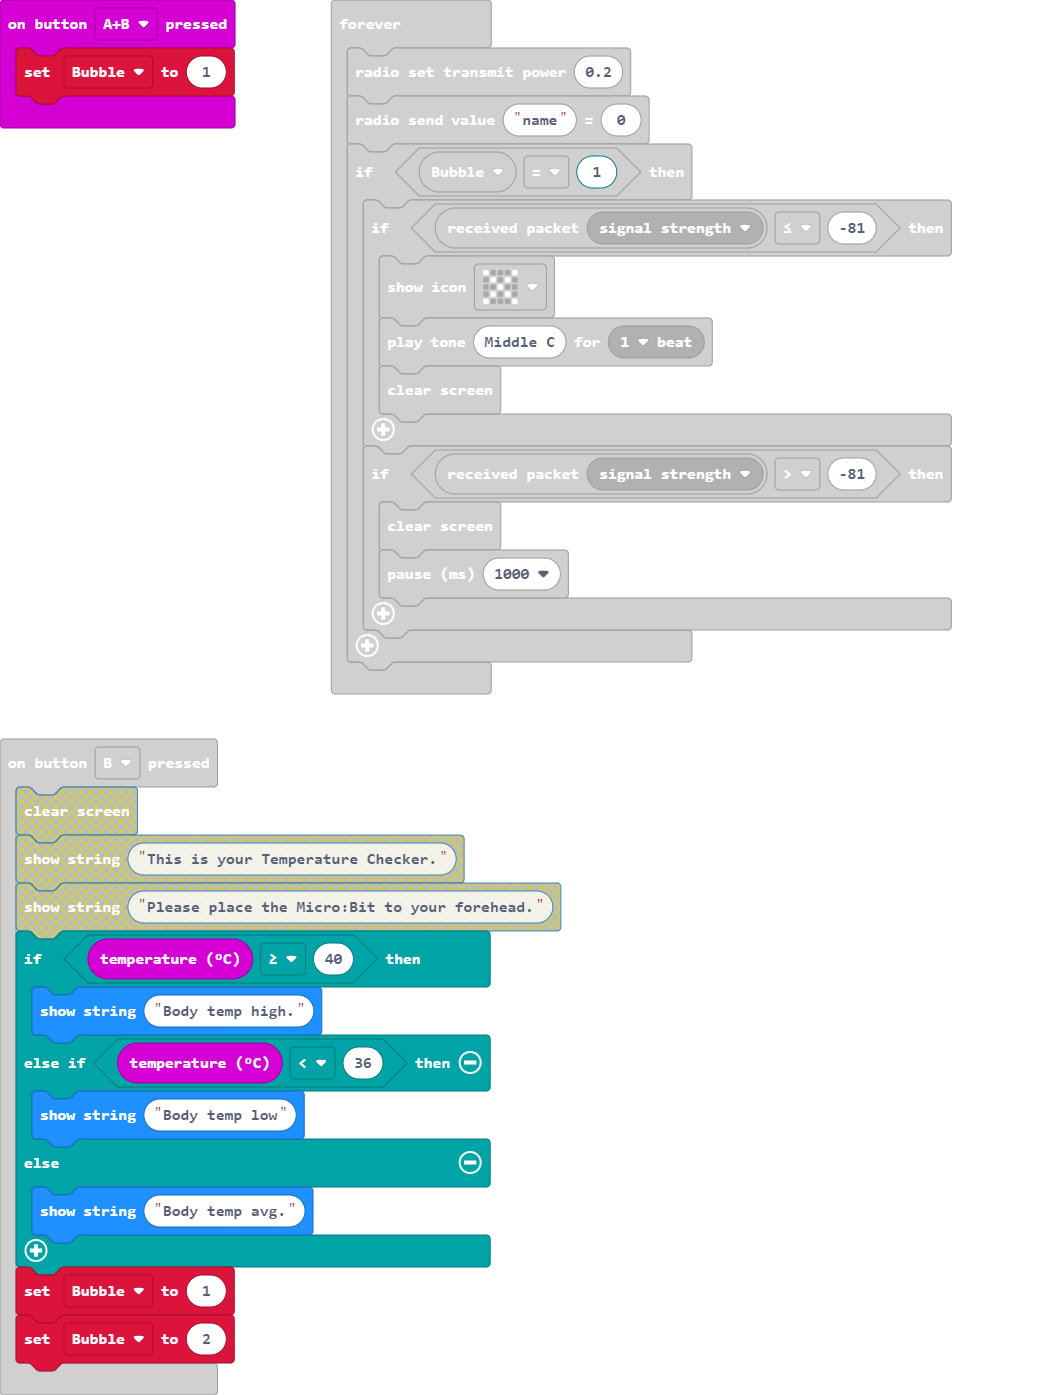 on button A+B pressed
set Bubble to 1
forever
radio set transmit power 0.2
radio send value "name" = 0
if Bubble = 1 then
if received packet signal strength ≤ -81 then
show icon
play tone Middle C for 1 beat
clear screen
if received packet signal strength > -81 then
clear screen
pause (ms) 1000
on button B pressed
clear screen
show string "This is your Temperature Checker."
show string "Please place the Micro:Bit to your forehead."
if temperature (ºC) ≥ 40 then
show string "Body temp high."
else if temperature (ºC) < 36 then
show string "Body temp low"
else
show string "Body temp avg."
set Bubble to 1
set Bubble to 2